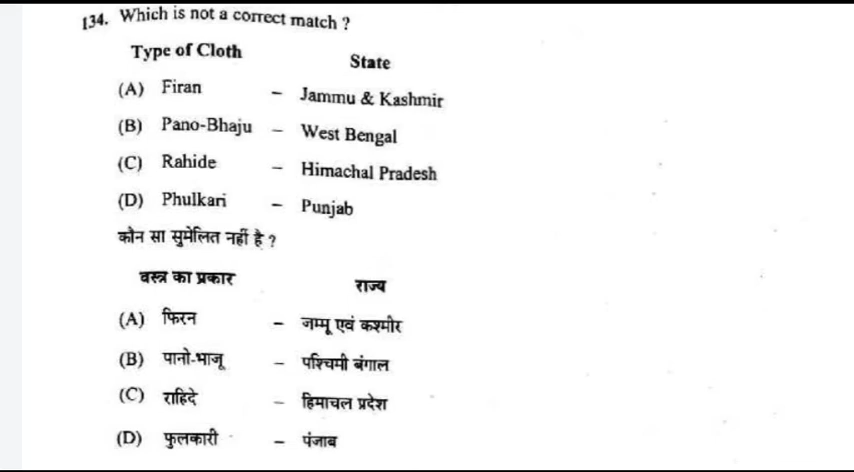 134. Which is not a correct match ?
Type of Cloth State
(A) Firan – Jammu & Kashmir
(B) Pano-Bhaju – West Bengal
(C) Rahide – Himachal Pradesh
(D) Phulkari – Punjab
कौन सा सुमेलित नहीं है ?
वस्त्र का प्रकार राज्य
(A) फिरन – जम्मू एवं कश्मीर
(B) पानो-भाजू – पश्चिमी बंगाल
(C) राहिदे – हिमाचल प्रदेश
(D) फुलकारी – पंजाब